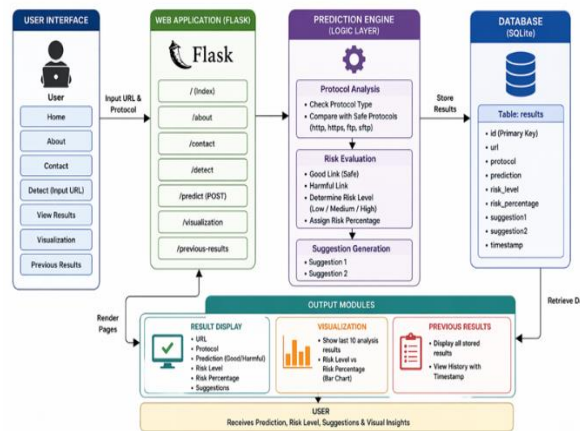 USER INTERFACE
User
Home
About
Contact
Detect (Input URL)
View Results
Visualization
Previous Results
Input URL &
Protocol
WEB APPLICATION (FLASK)
Flask
/ (Index)
/about
/contact
/detect
/predict (POST)
/visualization
/previous-results
PREDICTION ENGINE
(LOGIC LAYER)
Protocol Analysis
• Check Protocol Type
• Compare with Safe Protocols
(http, https, ftp, sftp)
Risk Evaluation
• Good Link (Safe)
• Harmful Link
• Determine Risk Level
(Low / Medium / High)
• Assign Risk Percentage
Suggestion Generation
• Suggestion 1
• Suggestion 2
Store
Results
DATABASE
(SQLite)
Table: results
• id (Primary Key)
• url
• protocol
• prediction
• risk_level
• risk_percentage
• suggestion1
• suggestion2
• timestamp
Retrieve Da
Render
Pages
OUTPUT MODULES
RESULT DISPLAY
• URL
• Protocol
• Prediction (Good/Harmful)
• Risk Level
• Risk Percentage
• Suggestions
VISUALIZATION
• Show last 10 analysis
results
• Risk Level vs
Risk Percentage
(Bar Chart)
PREVIOUS RESULTS
• Display all stored
results
• View History with
Timestamp
USER
Receives Prediction, Risk Level, Suggestions & Visual Insights